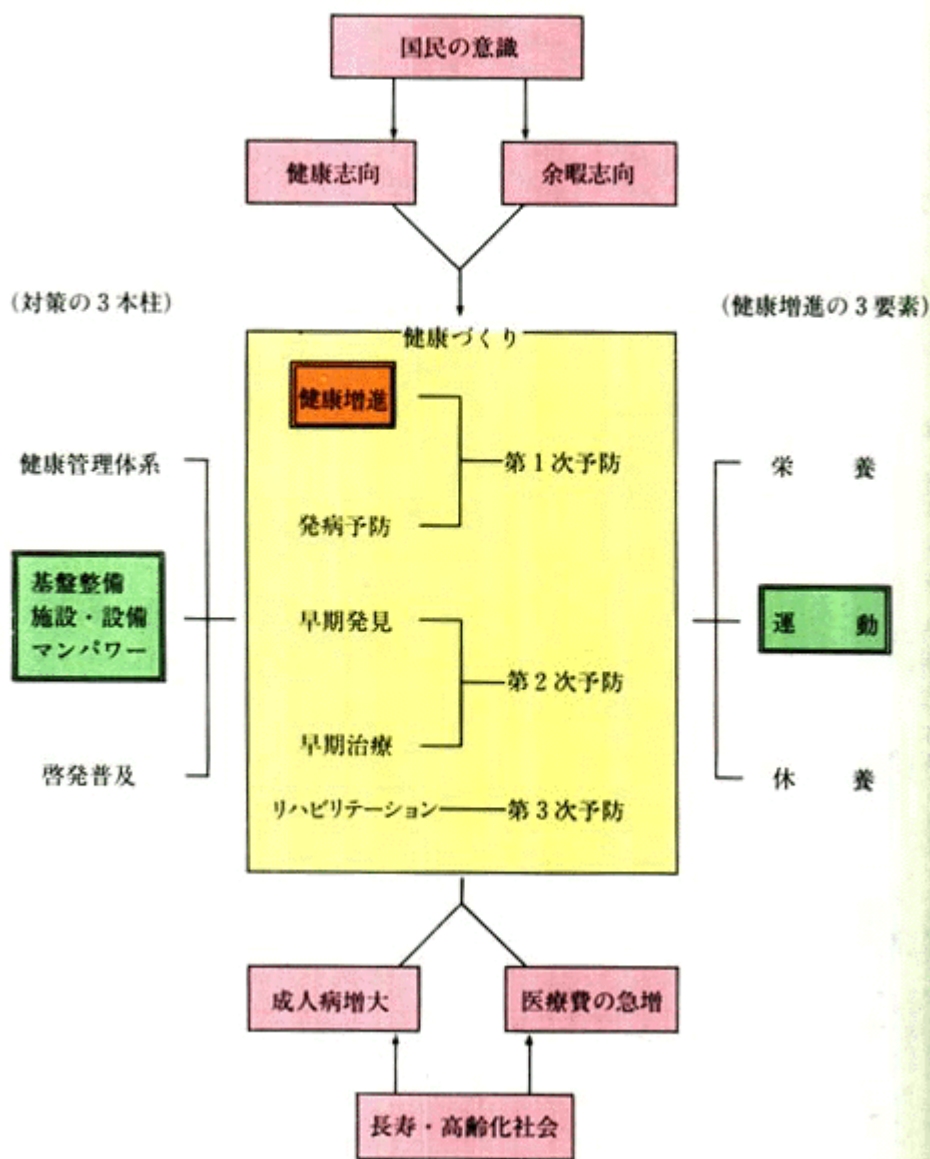 国民の意識
健康志向
余暇志向
(対策の3本柱)
(健康増進の3要素)
健康づくり
健康増進
第1次予防
発病予防
早期発見
第2次予防
早期治療
リハビリテーション
第3次予防
健康管理体系
基盤整備
施設・設備
マンパワー
啓発普及
栄 養
運 動
休 養
成人病増大
医療費の急増
長寿・高齢化社会